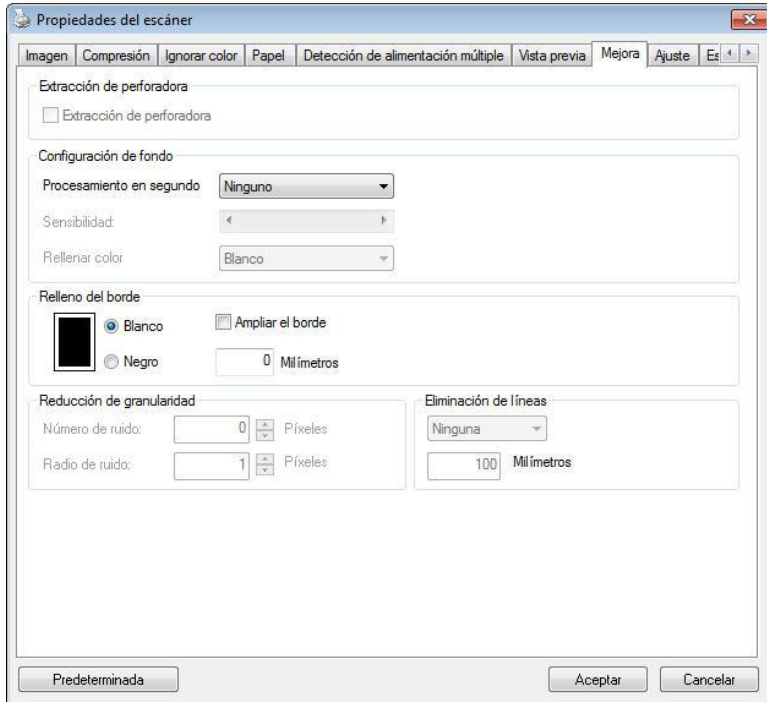 Propiedades del escáner
Imagen Compresión Ignorar color Papel Detección de alimentación múltiple Vista previa Mejora Ajuste Es
Extracción de perforadora
Extracción de perforadora
Configuración de fondo
Procesamiento en segundo Ninguno
Sensibilidad:
Rellenar color Blanco
Relleno del borde
Blanco Ampliar el borde
Negro 0 Milímetros
Reducción de granularidad Eliminación de líneas
Número de ruido: 0 Píxeles Ninguna
Radio de ruido: 1 Píxeles 100 Milímetros
Predeterminada Aceptar Cancelar